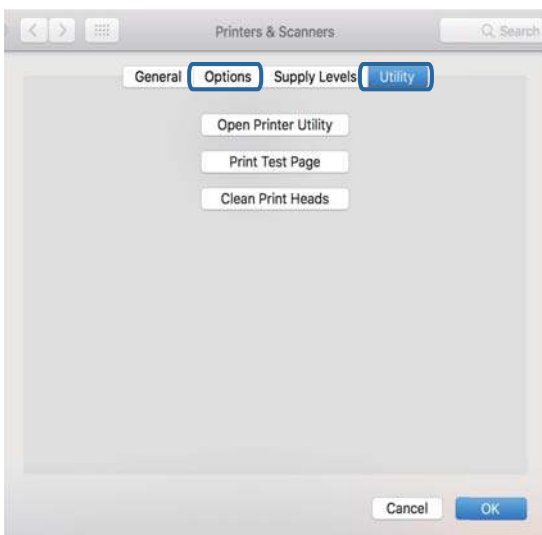 Printers & Scanners Search
General Options Supply Levels Utility
Open Printer Utility
Print Test Page
Clean Print Heads
Cancel OK